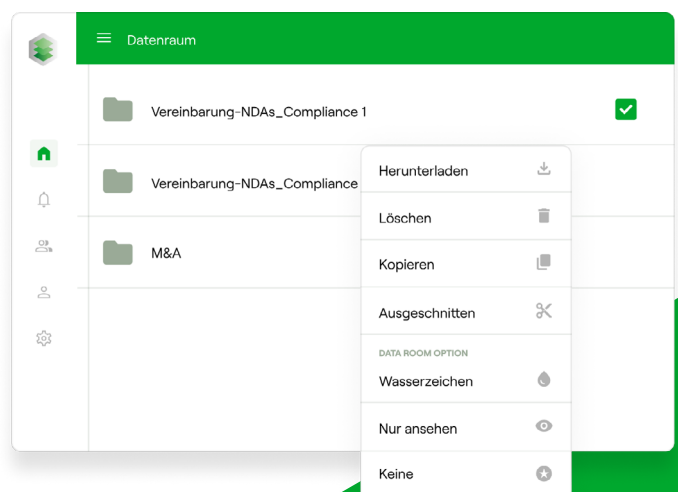 Datenraum
Vereinbarung-NDAs_Compliance 1
Vereinbarung-NDAs_Compliance
M&A
Herunterladen
Löschen
Kopieren
Ausgeschnitten
DATA ROOM OPTION
Wasserzeichen
Nur ansehen
Keine